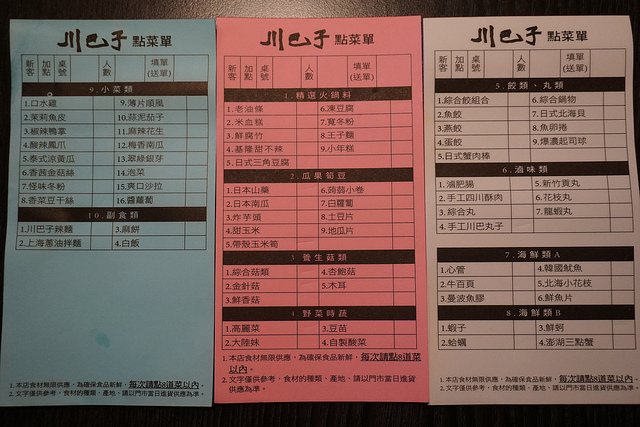 川巴子 點菜單
新客 加點 桌號 人數 填單(送單)
9.小菜類
1.口水雞 9.薄片順風
2.茉莉魚皮 10.蒜泥茄子
3.椒辣鴨掌 11.麻辣花生
4.酸辣鳳爪 12.梅香南瓜
5.泰式涼黃瓜 13.翠綠銀芽
6.香茜金菇絲 14.泡菜
7.怪味冬粉 15.爽口沙拉
8.香菜豆干絲 16.醬蘿蔔
10.副食類
1.川巴子辣麵 3.麻餅
2.上海蔥油拌麵 4.白飯
1.本店食材無限供應，為確保食品新鮮，每次請點8道菜以內。
2.文字僅供參考，食材的種類、產地，請以門市當日進貨供應為準。
川巴子 點菜單
新客 加點 桌號 人數 填單(送單)
1.精選火鍋料
1.老油條 6.凍豆腐
2.米血糕 7.寬冬粉
3.鮮腐竹 8.王子麵
4.基隆甜不辣 9.小年糕
5.日式三角豆腐
2.瓜果筍豆
1.日本山藥 6.蒟蒻小卷
2.日本南瓜 7.白蘿蔔
3.炸芋頭 8.土豆片
4.甜玉米 9.地瓜片
5.帶殼玉米筍
3.養生菇類
1.綜合菇類 4.杏鮑菇
2.金針菇 5.木耳
3.鮮香菇
4.野菜時蔬
1.高麗菜 3.豆苗
2.大陸妹 4.自製酸菜
1.本店食材無限供應，為確保食品新鮮，每次請點8道菜以內。
2.文字僅供參考，食材的種類、產地，請以門市當日進貨供應為準。
川巴子 點菜單
新客 加點 桌號 人數 填單(送單)
5.餃類、丸類
1.綜合餃組合 6.綜合鍋物
2.魚餃 7.日式北海貝
3.燕餃 8.魚卵捲
4.蛋餃 9.爆濃起司球
5.日式蟹肉棒
6.滷味類
1.滷肥腸 5.新竹貢丸
2.手工四川酥肉 6.花枝丸
3.綜合丸 7.龍蝦丸
4.手工川巴丸子
7.海鮮類A
1.心管 4.韓國魷魚
2.牛百頁 5.北海小花枝
3.曼波魚膠 6.鮮魚片
8.海鮮類B
1.蝦子 3.鮮蚵
2.蛤蠣 4.澎湖三點蟹
1.本店食材無限供應，為確保食品新鮮，每次請點8道菜以內。
2.文字僅供參考，食材的種類、產地，請以門市當日進貨供應為準。